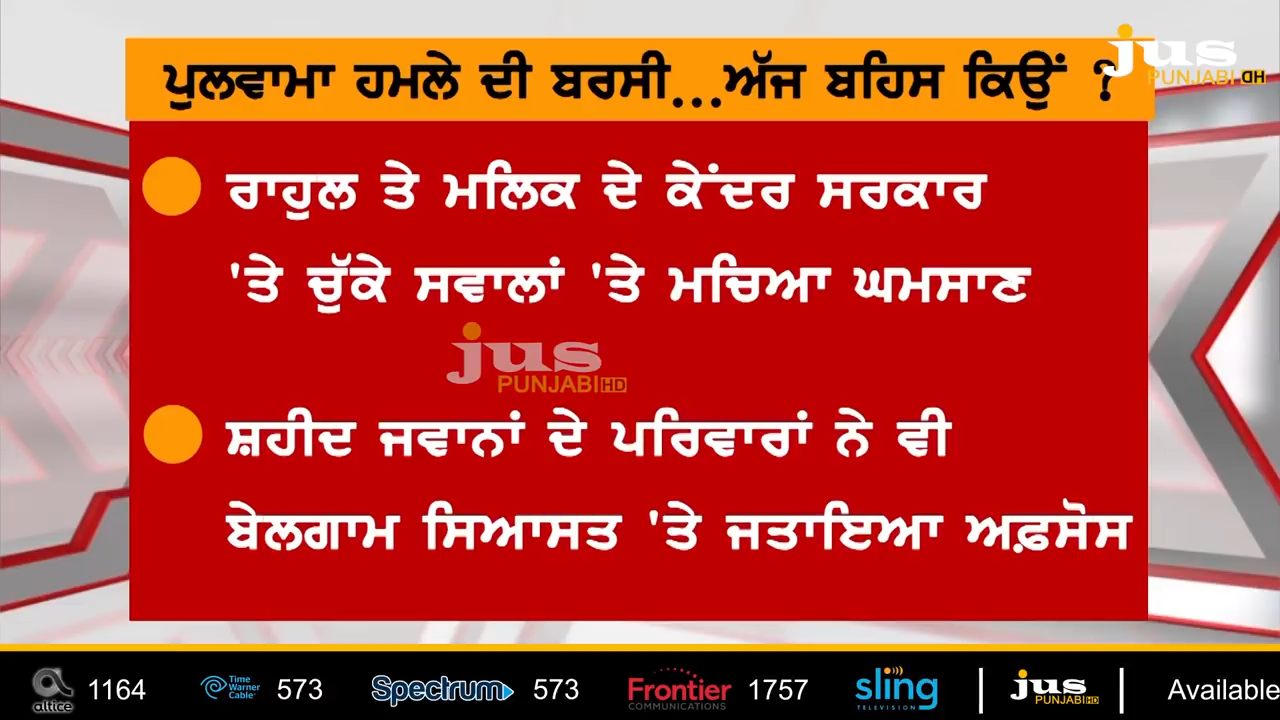 ਪੁਲਵਾਮਾ ਹਮਲੇ ਦੀ ਬਰਸੀ...ਅੱਜ ਬਹਿਸ ਕਿਉਂ ?
jus
PUNJABI HD
ਰਾਹੁਲ ਤੇ ਮਲਿਕ ਦੇ ਕੇਂਦਰ ਸਰਕਾਰ
'ਤੇ ਚੁੱਕੇ ਸਵਾਲਾਂ 'ਤੇ ਮਚਿਆ ਘਮਸਾਣ
jus
PUNJABI HD
ਸ਼ਹੀਦ ਜਵਾਨਾਂ ਦੇ ਪਰਿਵਾਰਾਂ ਨੇ ਵੀ
ਬੇਲਗਾਮ ਸਿਆਸਤ 'ਤੇ ਜਤਾਇਆ ਅਫ਼ਸੋਸ
altice 1164 Time Warner Cable 573 Spectrum 573 Frontier COMMUNICATIONS 1757 sling TELEVISION | jus PUNJABI HD | Available